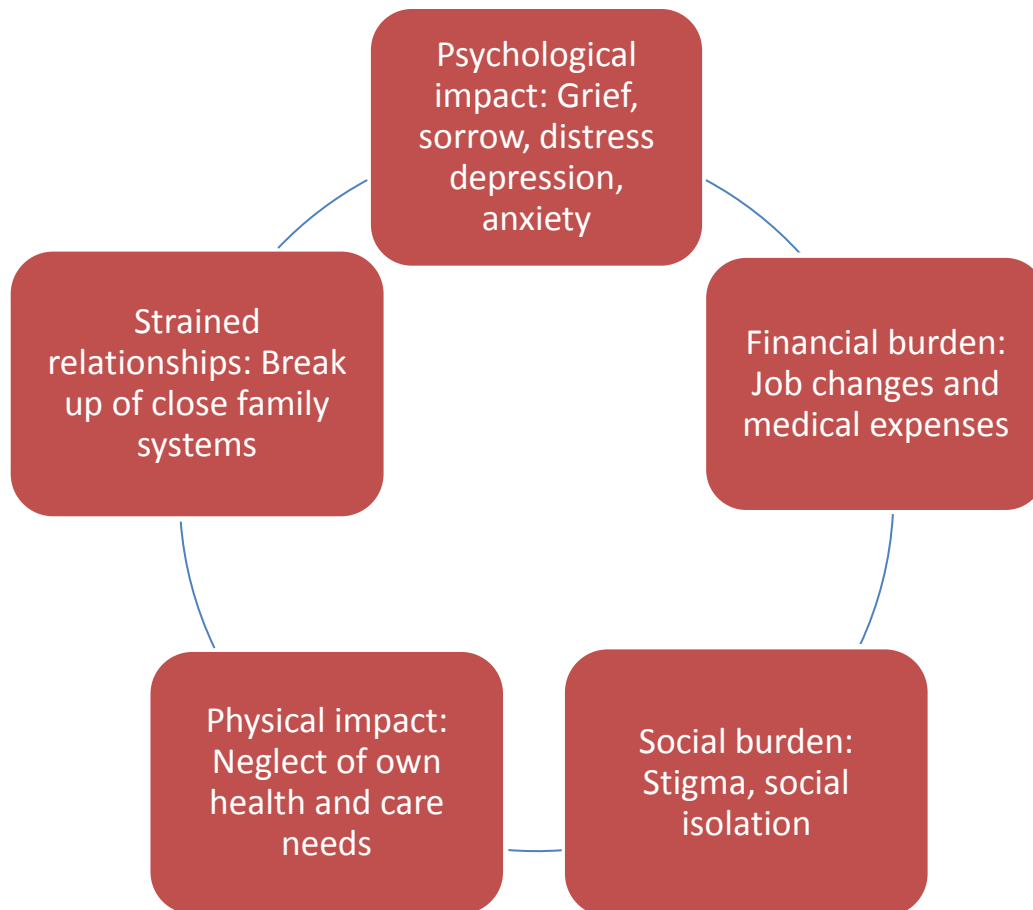 Psychological
impact: Grief,
sorrow, distress
depression,
anxiety
Financial burden:
Job changes and
medical expenses
Social burden:
Stigma, social
isolation
Physical impact:
Neglect of own
health and care
needs
Strained
relationships: Break
up of close family
systems